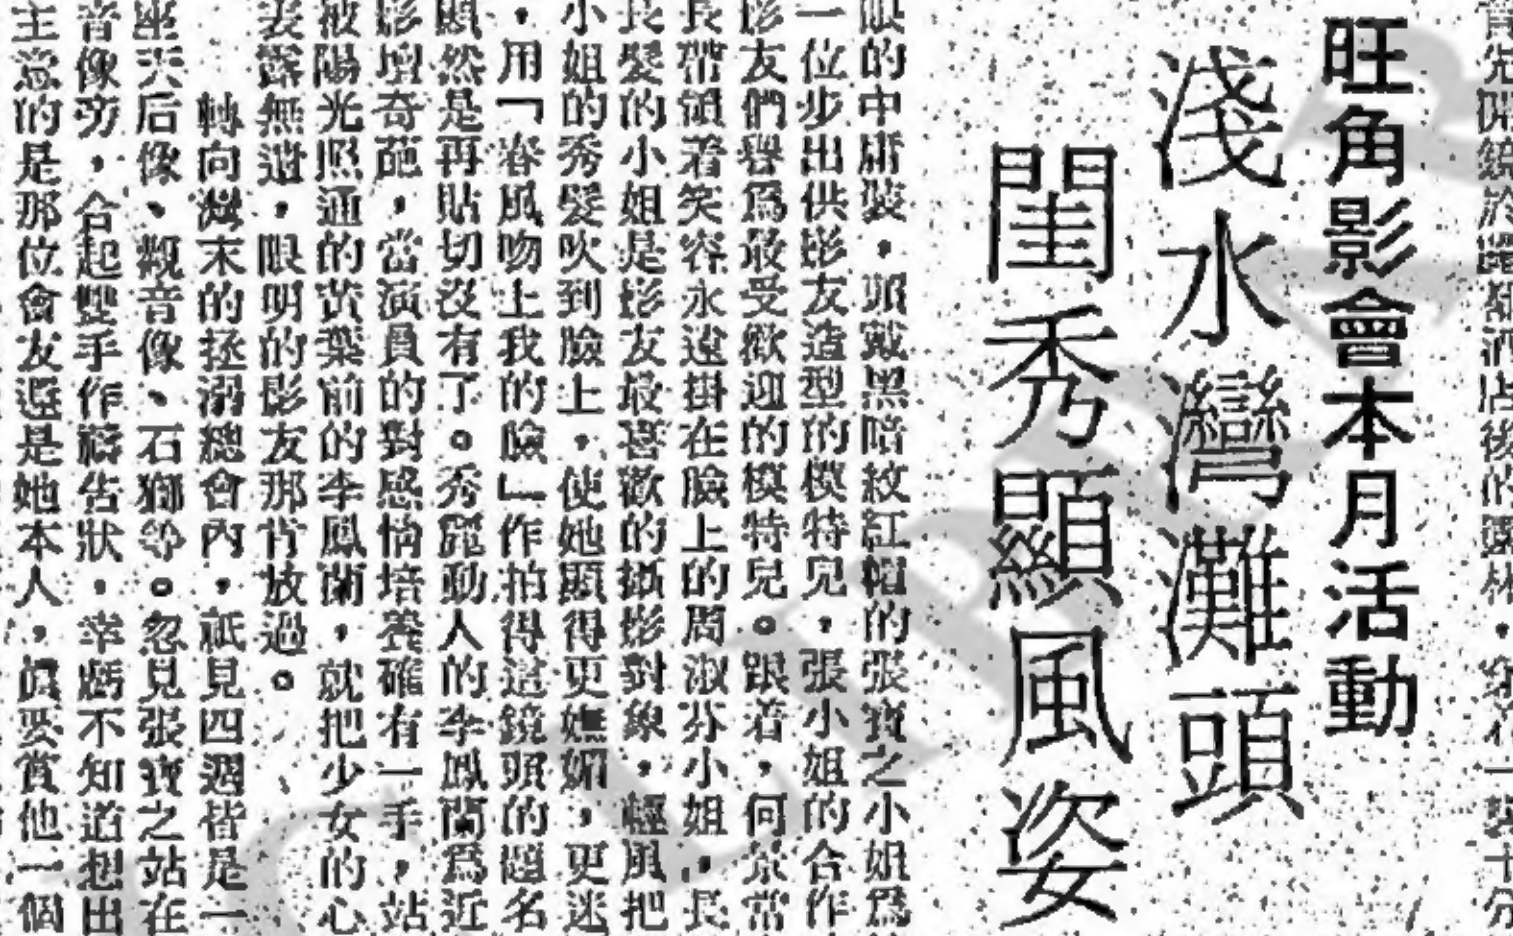 旺角影會本月活動
淺水灣灘頭
閨秀顯風姿
眼的中庸裝，頭戴黑暗紋紅帽的張寶之小姐爲
一位步出供影友造型的模特兒，張小姐的合作
影友們譽爲最受歡迎的模特兒。跟着，何景常
長帶領着笑容永遠掛在臉上的周淑芬小姐，長
長髮的小姐是影友最喜歡的攝影對象，輕風把
小姐的秀髮吹到臉上，使她顯得更嫵媚，更迷
，用「春風吻上我的臉」作拍得這鏡頭的題名
顯然是再貼切沒有了。秀麗動人的李鳳蘭爲近
影壇奇葩，當演員的對感情培養確有一手，站
被陽光照通的黃葉前的李鳳蘭，就把少女的心
表露無遺，眼明的影友那肯放過。
轉向灣末的拯溺總會內，祇見四週皆是一
座天后像、觀音像、石獅等。忽見張寶之站在
音像旁，合起雙手作禱告狀，幸虧不知道想出
主意的是那位會友還是她本人，眞要賞他一個